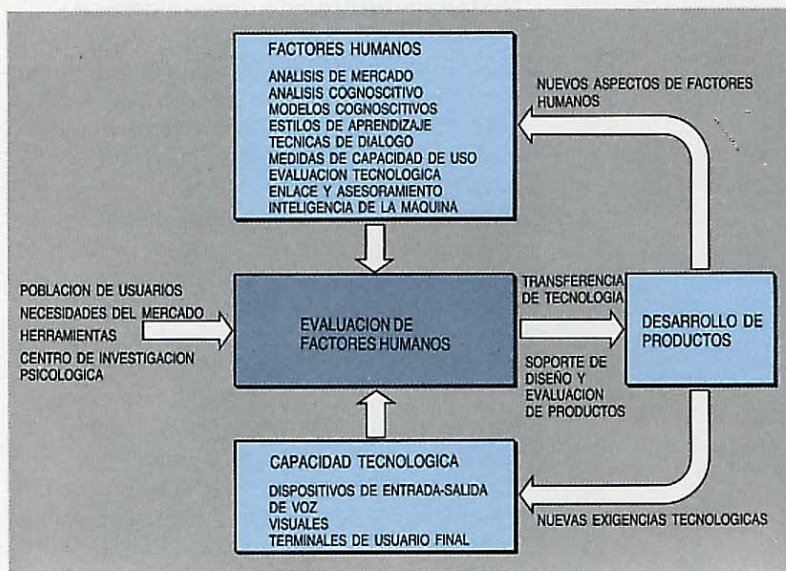 FACTORES HUMANOS
ANALISIS DE MERCADO
ANALISIS COGNOSCITIVO
MODELOS COGNOSCITIVOS
ESTILOS DE APRENDIZAJE
TECNICAS DE DIALOGO
MEDIDAS DE CAPACIDAD DE USO
EVALUACION TECNOLOGICA
ENLACE Y ASESORAMIENTO
INTELIGENCIA DE LA MAQUINA
NUEVOS ASPECTOS DE FACTORES
HUMANOS
POBLACION DE USUARIOS
NECESIDADES DEL MERCADO
HERRAMIENTAS
CENTRO DE INVESTIGACION
PSICOLOGICA
EVALUACION DE
FACTORES HUMANOS
TRANSFERENCIA
DE TECNOLOGIA
SOPORTE DE
DISEÑO Y
EVALUACION
DE PRODUCTOS
DESARROLLO DE
PRODUCTOS
CAPACIDAD TECNOLOGICA
DISPOSITIVOS DE ENTRADA-SALIDA
DE VOZ
VISUALES
TERMINALES DE USUARIO FINAL
NUEVAS EXIGENCIAS TECNOLOGICAS